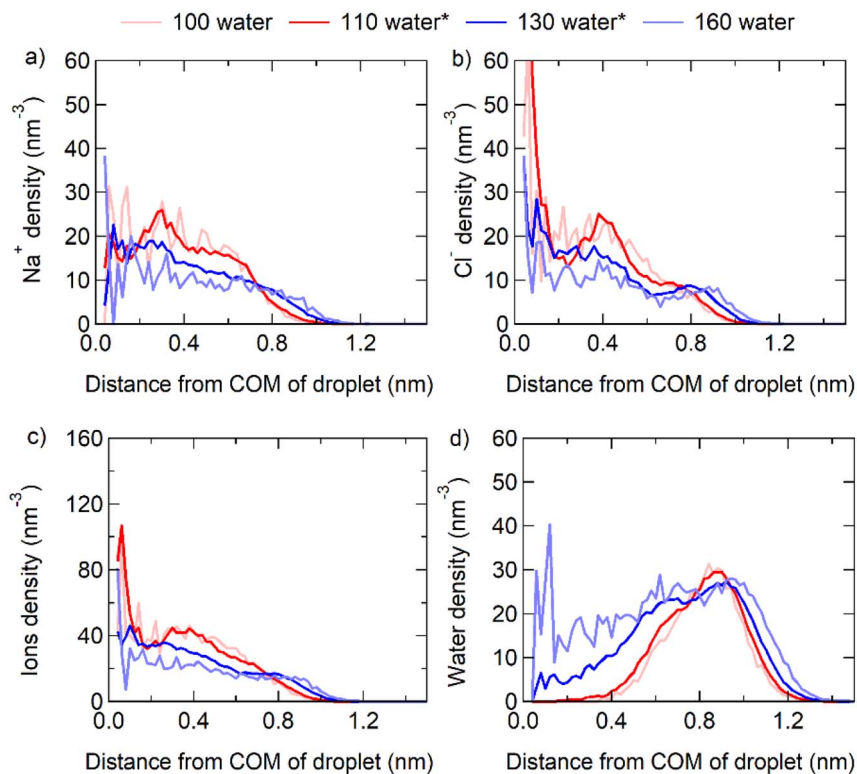 100 water 110 water* 130 water* 160 water
a) b)
60 60
50 50
40 40
30 30
20 20
10 10
0 0
0.0 0.4 0.8 1.2 0.0 0.4 0.8 1.2
Na⁺ density (nm⁻³)
Cl⁻ density (nm⁻³)
Distance from COM of droplet (nm) Distance from COM of droplet (nm)
c) d)
160 60
50
120
40
80 30
20
40
10
0 0
0.0 0.4 0.8 1.2 0.0 0.4 0.8 1.2
Ions density (nm⁻³)
Water density (nm⁻³)
Distance from COM of droplet (nm) Distance from COM of droplet (nm)